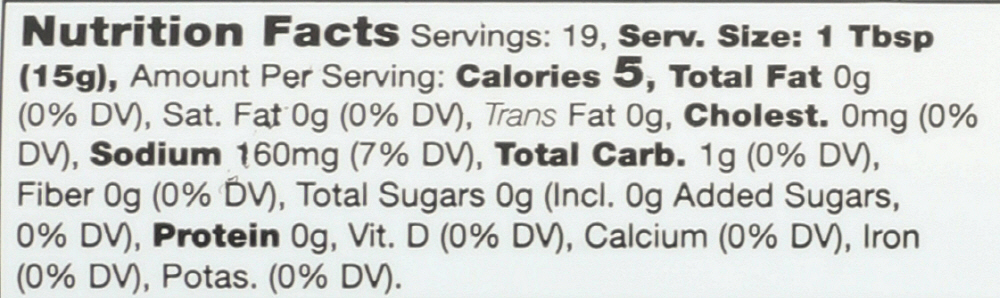 Nutrition Facts Servings: 19, Serv. Size: 1 Tbsp
(15g), Amount Per Serving: Calories 5, Total Fat 0g
(0% DV), Sat. Fat 0g (0% DV), Trans Fat 0g, Cholest. 0mg (0%
DV), Sodium 160mg (7% DV), Total Carb. 1g (0% DV),
Fiber 0g (0% DV), Total Sugars 0g (Incl. 0g Added Sugars,
0% DV), Protein 0g, Vit. D (0% DV), Calcium (0% DV), Iron
(0% DV), Potas. (0% DV).